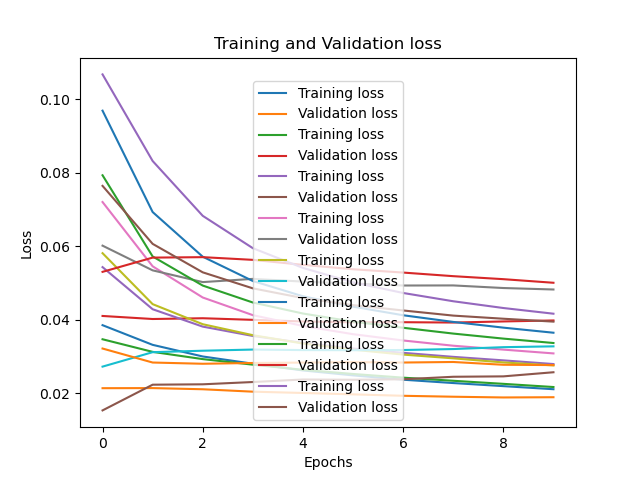 Training and Validation loss
Loss
0.10
0.08
0.06
0.04
0.02
Training loss
Validation loss
Training loss
Validation loss
Training loss
Validation loss
Training loss
Validation loss
Training loss
Validation loss
Training loss
Validation loss
Training loss
Validation loss
Training loss
Validation loss
0 2 4 6 8
Epochs